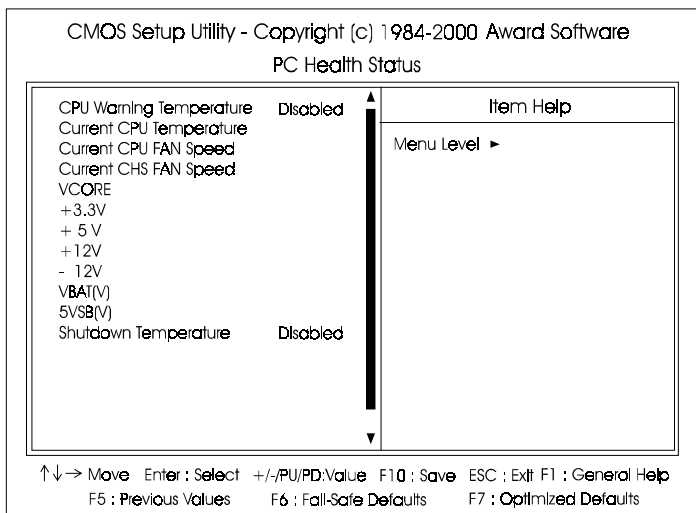 CMOS Setup Utility - Copyright (c) 1984-2000 Award Software
PC Health Status
CPU Warning Temperature Disabled
Current CPU Temperature
Current CPU FAN Speed
Current CHS FAN Speed
VCORE
+3.3V
+ 5 V
+12V
- 12V
VBAT(V)
5VSB(V)
Shutdown Temperature Disabled
Item Help
Menu Level ►
↑↓→ Move Enter : Select +/-/PU/PD:Value F10 : Save ESC : Exit F1 : General Help
F5 : Previous Values F6 : Fail-Safe Defaults F7 : Optimized Defaults